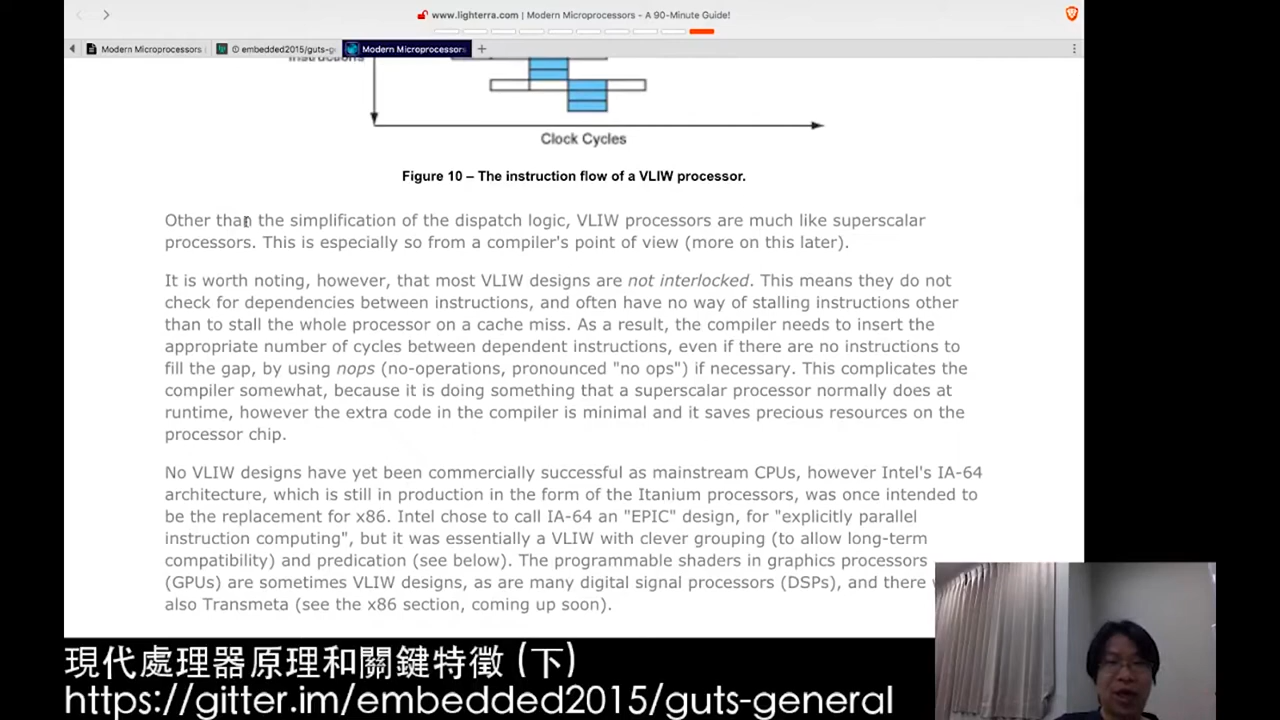 www.lighterra.com | Modern Microprocessors - A 90-Minute Guide!
Modern Microprocessors
embedded2015/guts-g
Modern Microprocessors
Instructions
Clock Cycles
Figure 10 – The instruction flow of a VLIW processor.
Other than the simplification of the dispatch logic, VLIW processors are much like superscalar
processors. This is especially so from a compiler's point of view (more on this later).
It is worth noting, however, that most VLIW designs are not interlocked. This means they do not
check for dependencies between instructions, and often have no way of stalling instructions other
than to stall the whole processor on a cache miss. As a result, the compiler needs to insert the
appropriate number of cycles between dependent instructions, even if there are no instructions to
fill the gap, by using nops (no-operations, pronounced "no ops") if necessary. This complicates the
compiler somewhat, because it is doing something that a superscalar processor normally does at
runtime, however the extra code in the compiler is minimal and it saves precious resources on the
processor chip.
No VLIW designs have yet been commercially successful as mainstream CPUs, however Intel's IA-64
architecture, which is still in production in the form of the Itanium processors, was once intended to
be the replacement for x86. Intel chose to call IA-64 an "EPIC" design, for "explicitly parallel
instruction computing", but it was essentially a VLIW with clever grouping (to allow long-term
compatibility) and predication (see below). The programmable shaders in graphics processors
(GPUs) are sometimes VLIW designs, as are many digital signal processors (DSPs), and there
also Transmeta (see the x86 section, coming up soon).
現代處理器原理和關鍵特徵 (下)
https://gitter.im/embedded2015/guts-general